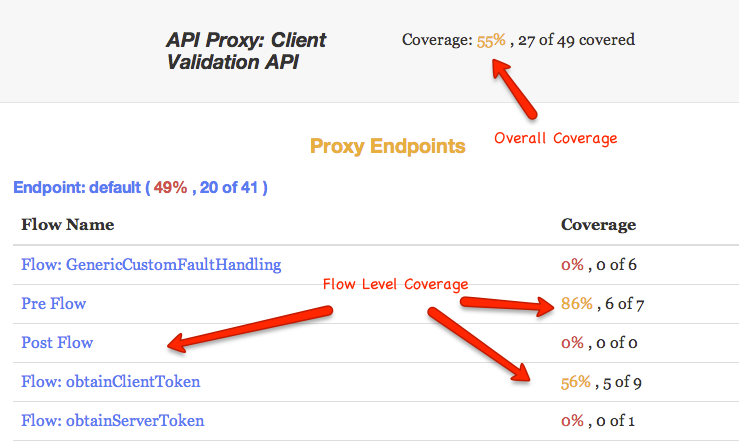 API Proxy: Client
Validation API
Coverage: 55% , 27 of 49 covered
Overall Coverage
Proxy Endpoints
Endpoint: default ( 49% , 20 of 41 )
Flow Name Coverage
Flow: GenericCustomFaultHandling 0% , 0 of 6
Flow Level Coverage
Pre Flow 86% , 6 of 7
Post Flow 0% , 0 of 0
Flow: obtainClientToken 56% , 5 of 9
Flow: obtainServerToken 0% , 0 of 1